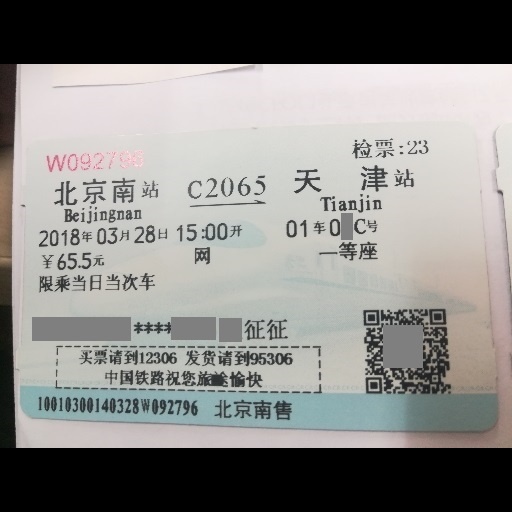 检票:23
W092796
北京南站 C2065 天津站
Beijingnan Tianjin
2018年03月28日 15:00开 01车0 C号
￥65.5元 网 一等座
限乘当日当次车
**** 征征
买票请到12306 发货请到95306
中国铁路祝您旅途愉快
10010300140328W092796 北京南售